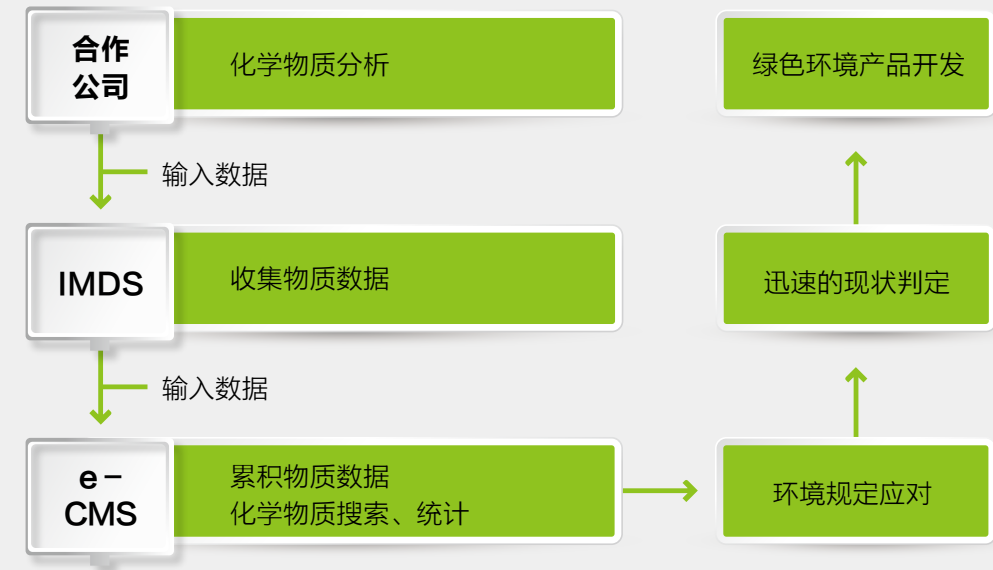 合作
公司
化学物质分析
输入数据
IMDS
收集物质数据
输入数据
e-
CMS
累积物质数据
化学物质搜索、统计
环境规定应对
迅速的现状判定
绿色环境产品开发